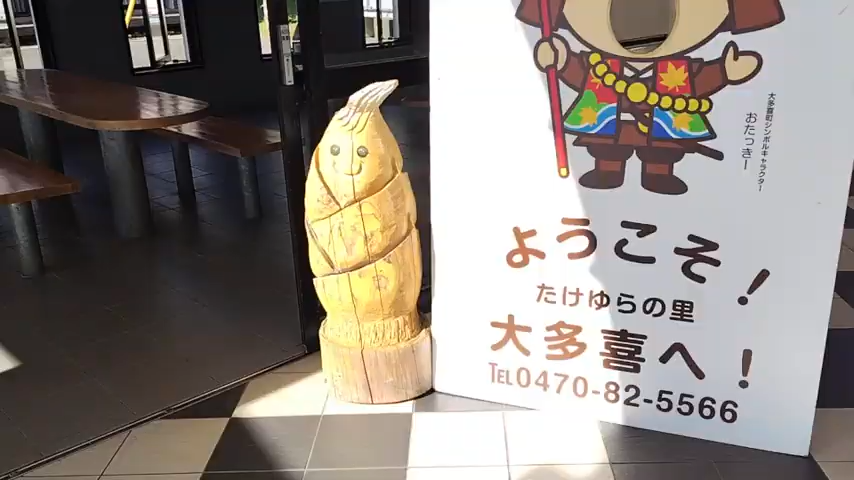 大多喜町シンボルキャラクター
おたっきー
ようこそ！
たけゆらの里
大多喜へ！
TEL0470-82-5566